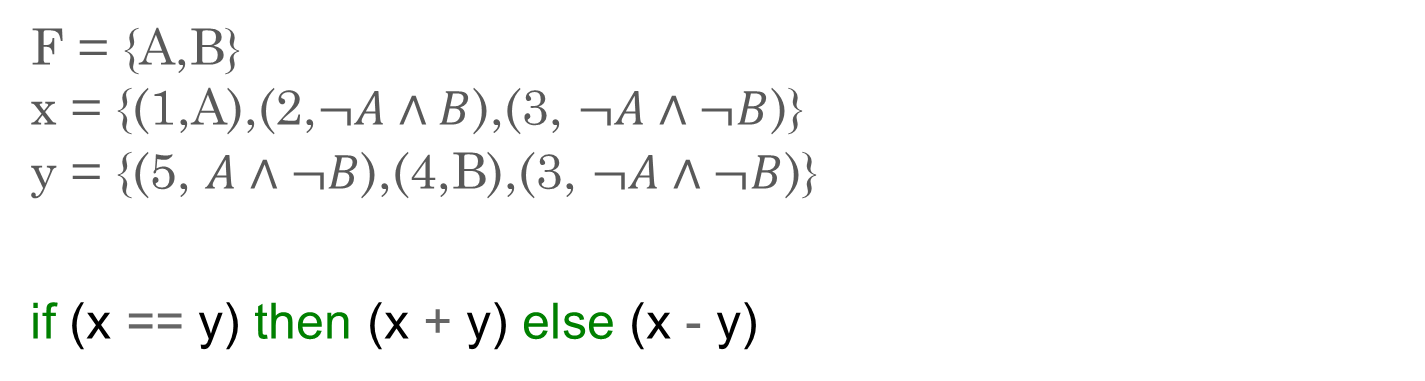 F = {A,B}
x = {(1,A),(2,¬A ∧ B),(3, ¬A ∧ ¬B)}
y = {(5, A ∧ ¬B),(4,B),(3, ¬A ∧ ¬B)}
if (x == y) then (x + y) else (x - y)